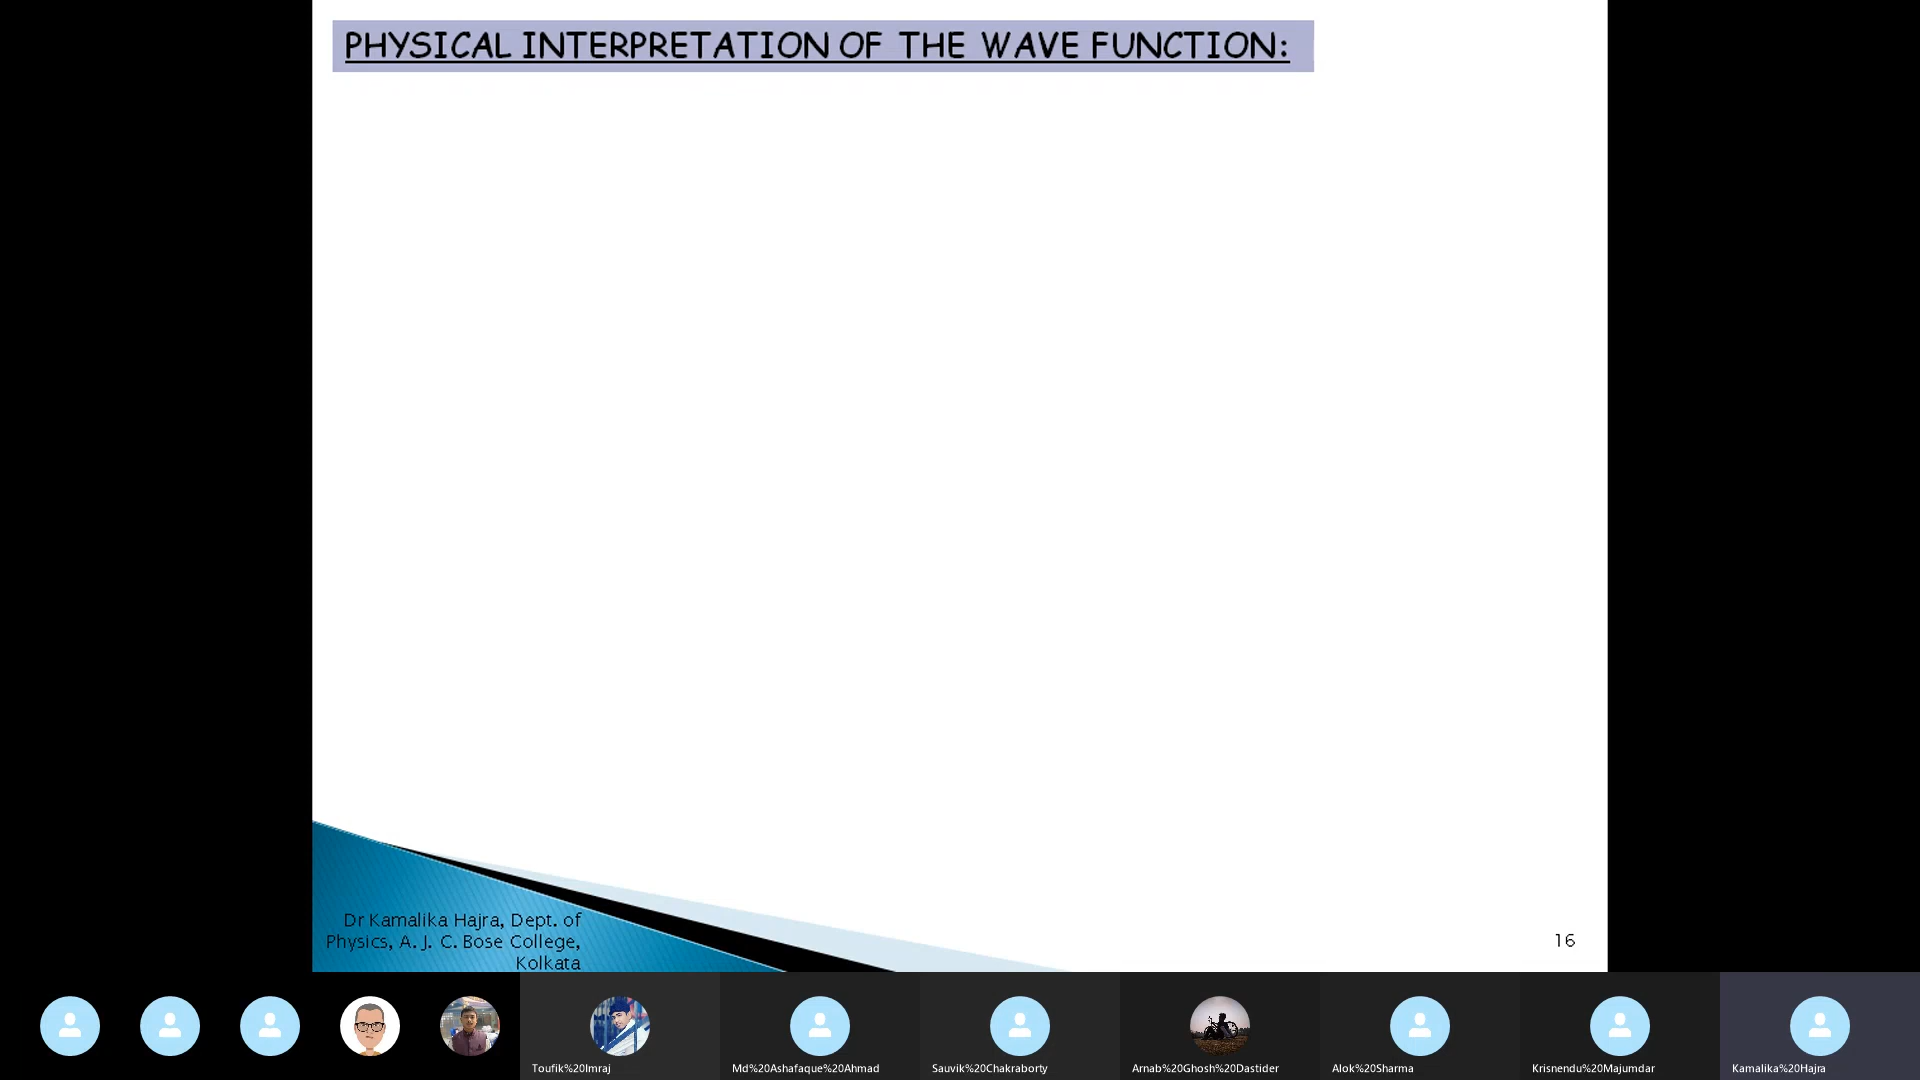 PHYSICAL INTERPRETATION OF THE WAVE FUNCTION:
Dr Kamalika Hajra, Dept. of
Physics, A. J. C. Bose College,
Kolkata
16
Toufik%20Imraj
Md%20Ashafaque%20Ahmad
Sauvik%20Chakraborty
Arnab%20Ghosh%20Dastider
Alok%20Sharma
Krisnendu%20Majumdar
Kamalika%20Hajra